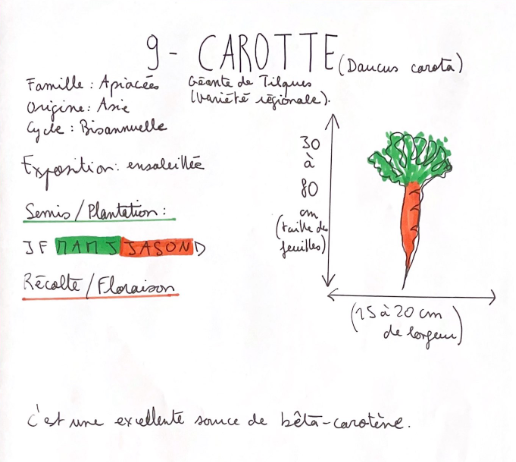 9 - CAROTTE (Daucus carota)
Famille : Apiacées
Géante de Tilques
Origine : Asie
(variété régionale).
Cycle : Bisannuelle
Exposition : ensoleillée
Semis / Plantation :
J F M A M J J A S O N D
Récolte / Floraison
30
à
80
cm
(taille de
feuilles)
(15 à 20 cm
de largeur)
C'est une excellente source de bêta-carotène.